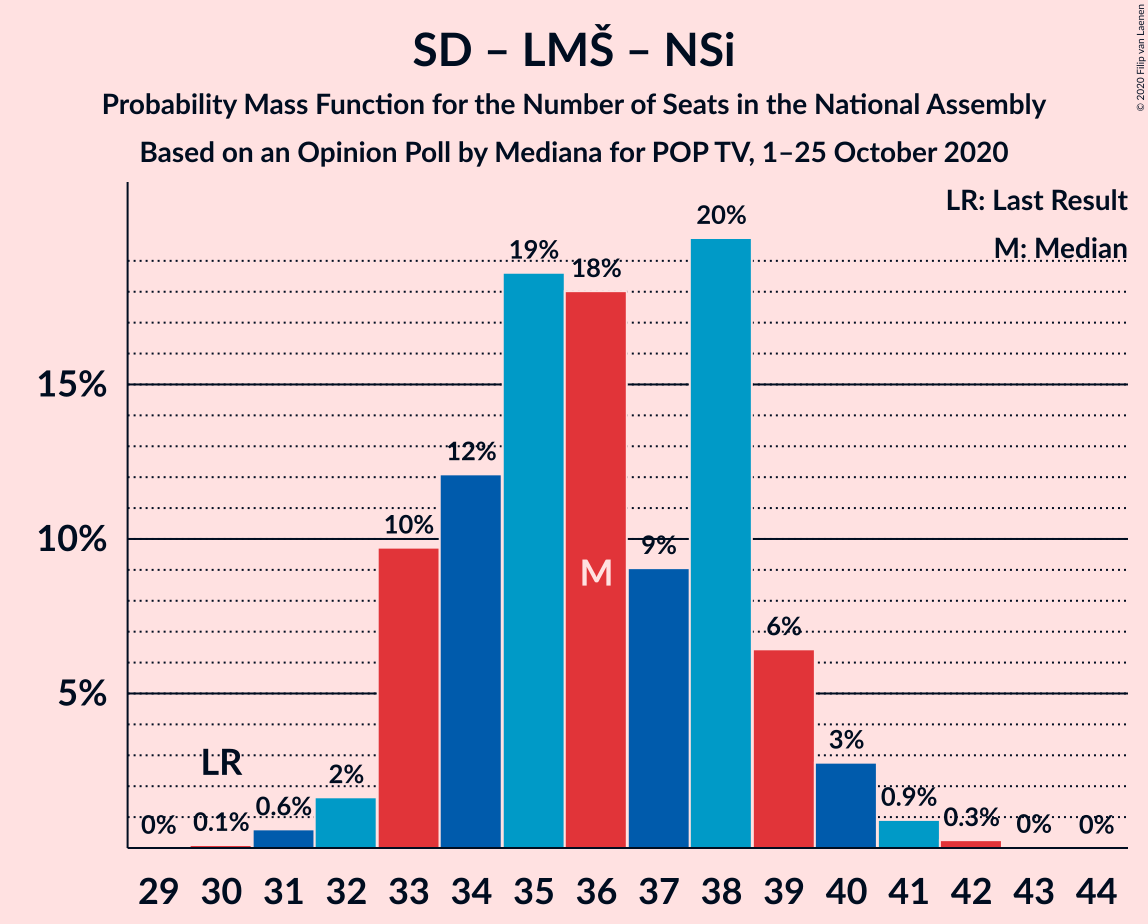 SD – LMŠ – NSi
Probability Mass Function for the Number of Seats in the National Assembly
Based on an Opinion Poll by Mediana for POP TV, 1–25 October 2020
© 2020 Filip van Laenen
LR: Last Result
M: Median
15%
10%
5%
0%
0.1%
0.6%
2%
10%
12%
19%
18%
9%
20%
6%
3%
0.9%
0.3%
0%
0%
LR
M
29 30 31 32 33 34 35 36 37 38 39 40 41 42 43 44